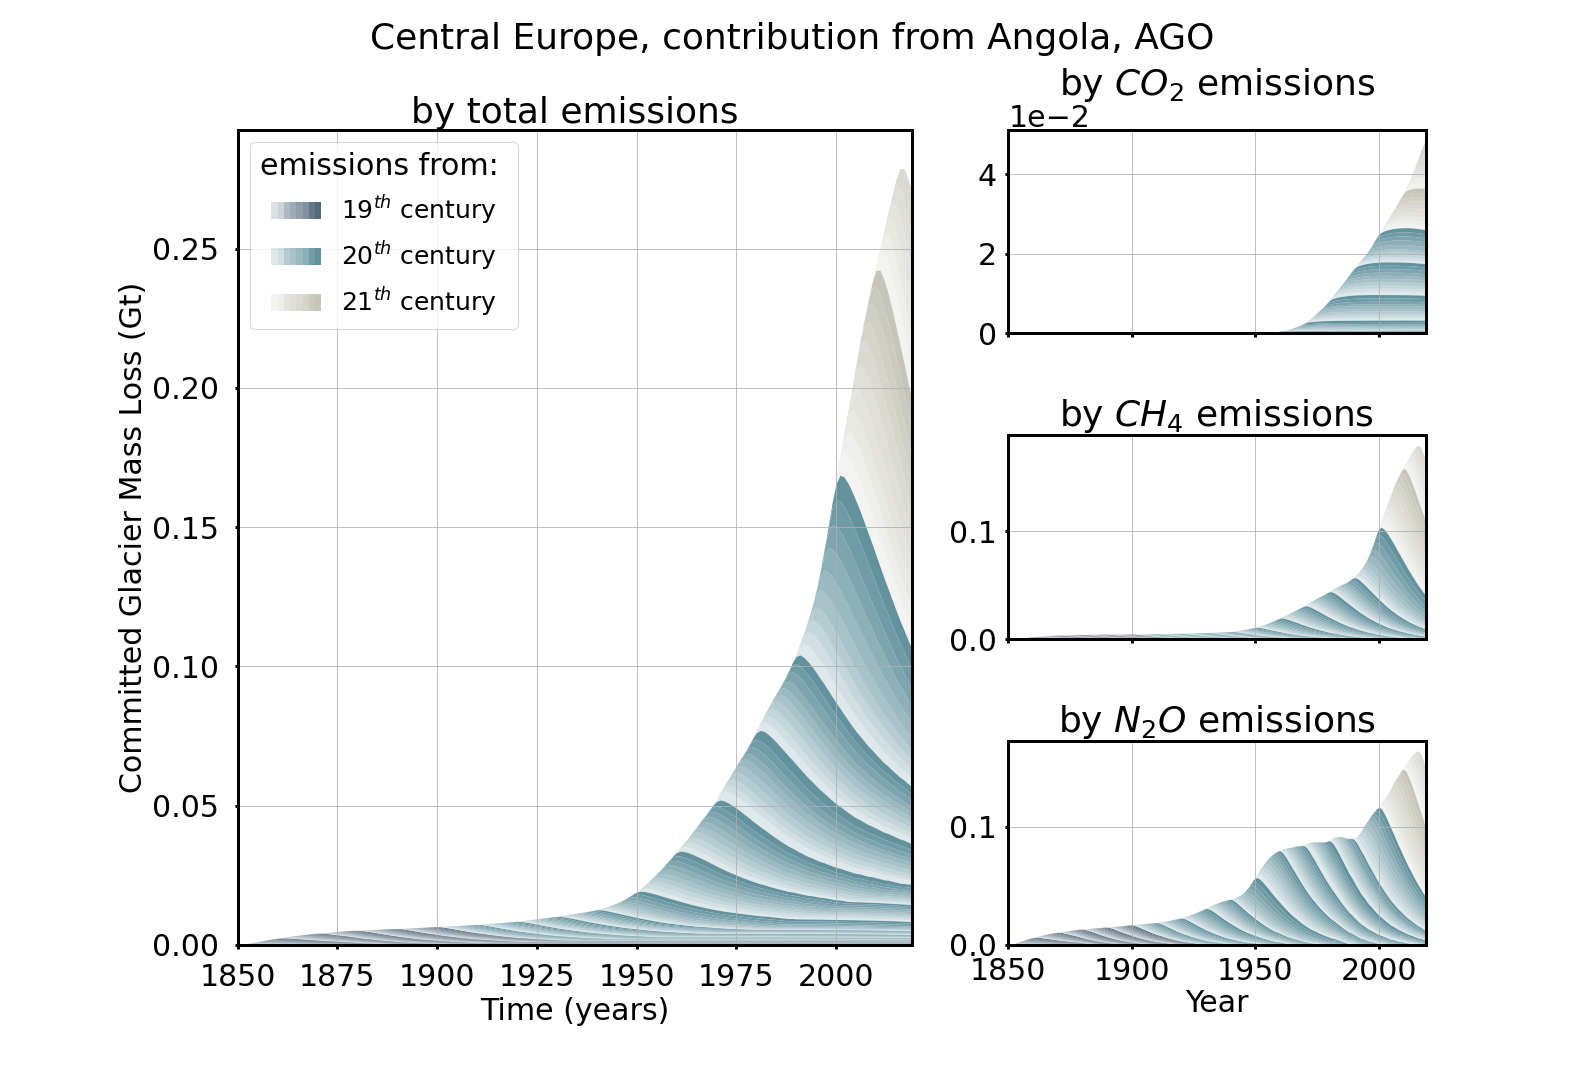 Central Europe, contribution from Angola, AGO
by total emissions
emissions from:
19th century
20th century
21th century
Committed Glacier Mass Loss (Gt)
0.25
0.20
0.15
0.10
0.05
0.00
1850 1875 1900 1925 1950 1975 2000
Time (years)
by CO2 emissions
1e−2
4
2
0
by CH4 emissions
0.1
0.0
by N2O emissions
0.1
0.0
1850 1900 1950 2000
Year